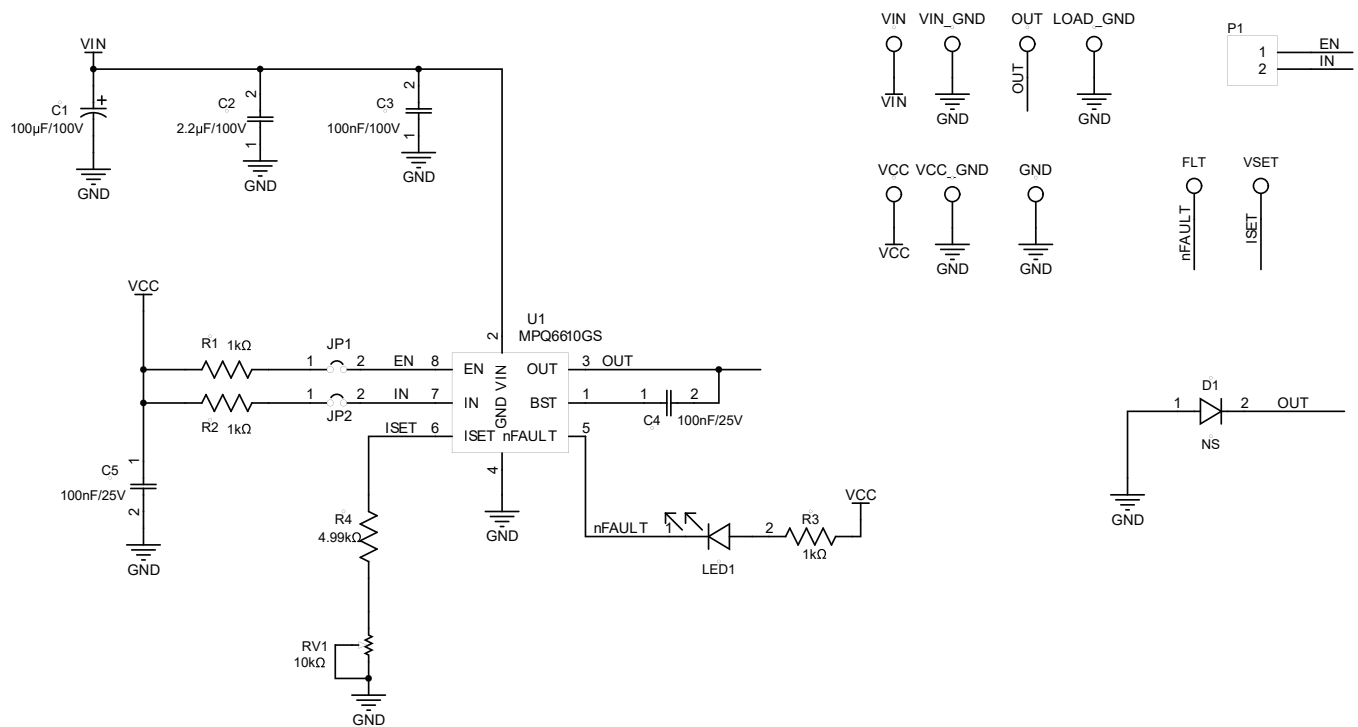 VIN
C1
100µF/100V
+
GND
C2
2.2µF/100V
2
1
GND
C3
100nF/100V
2
1
GND
VIN
VIN
VIN_GND
GND
OUT
OUT
LOAD_GND
GND
P1
1
2
EN
IN
VCC
VCC
VCC_GND
GND
GND
GND
FLT
nFAULT
VSET
ISET
VCC
R1
1kΩ
1
JP1
2
EN
8
R2
1kΩ
1
JP2
2
IN
7
ISET
6
C5
100nF/25V
1
2
GND
U1
MPQ6610GS
2
EN
VIN
OUT
IN
GND
BST
ISET
nFAULT
3
OUT
1
1
C4
2
100nF/25V
5
4
GND
R4
4.99kΩ
RV1
10kΩ
GND
nFAULT
1
LED1
2
R3
1kΩ
VCC
D1
1
2
OUT
NS
GND